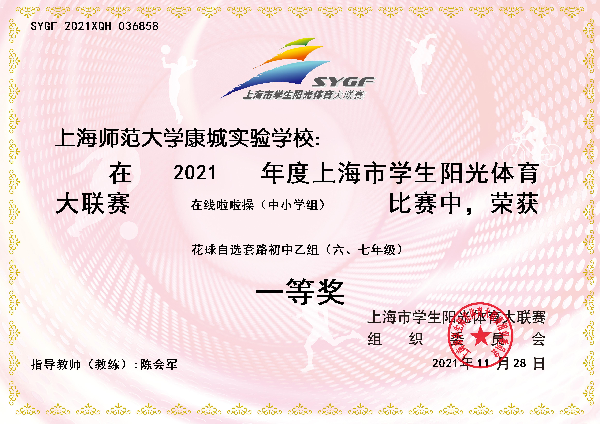 SYGF 2021XQH 036858
SYGF
上海市学生阳光体育大联赛
上海师范大学康城实验学校:
在 2021 年度上海市学生阳光体育
大联赛 在线啦啦操（中小学组） 比赛中，荣获
花球自选套路初中乙组（六、七年级）
一等奖
上海市学生阳光体育大联赛
组织委员会
指导教师（教练）:陈会军
2021年 11 月 28 日